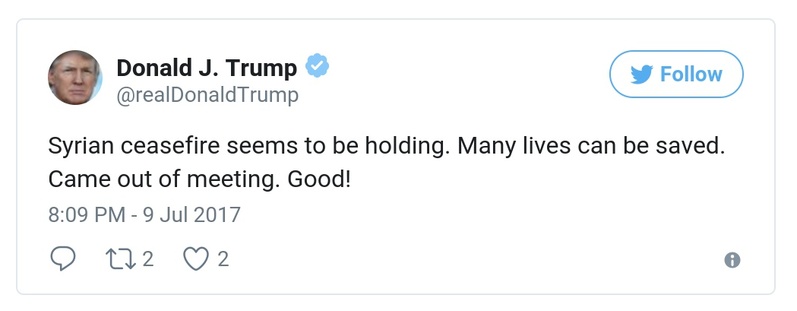 Donald J. Trump
@realDonaldTrump
Follow
Syrian ceasefire seems to be holding. Many lives can be saved.
Came out of meeting. Good!
8:09 PM - 9 Jul 2017
2 2